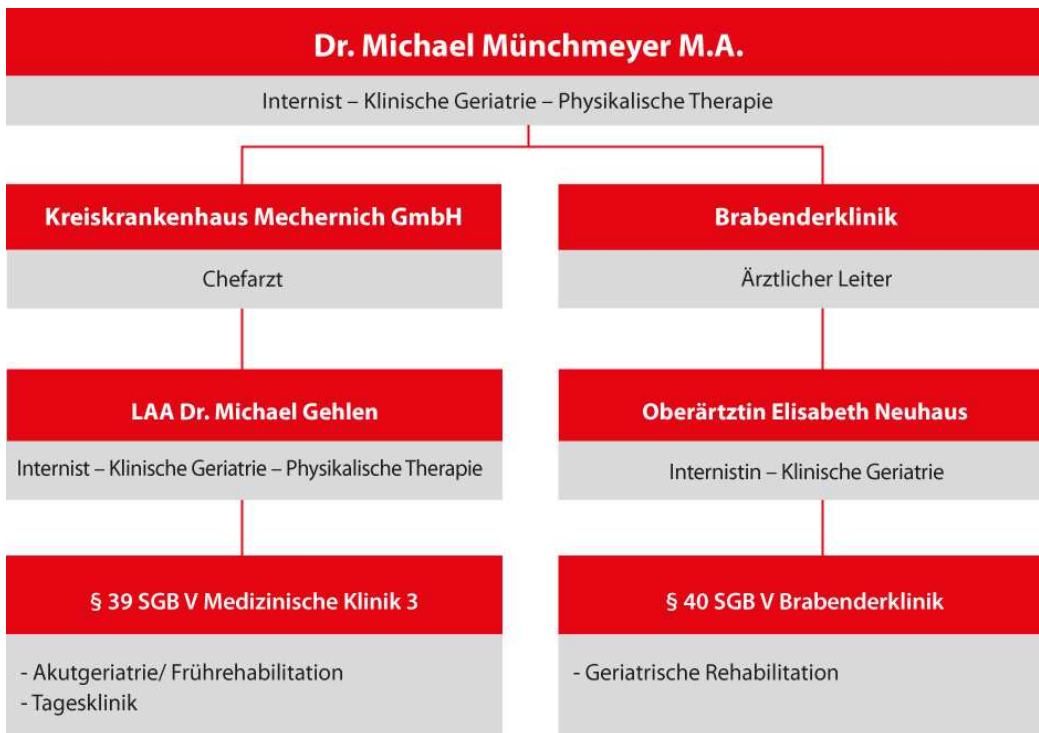 Dr. Michael Münchmeyer M.A.
Internist – Klinische Geriatrie – Physikalische Therapie
Kreiskrankenhaus Mechernich GmbH
Chefarzt
LAA Dr. Michael Gehlen
Internist – Klinische Geriatrie – Physikalische Therapie
§ 39 SGB V Medizinische Klinik 3
- Akutgeriatrie/ Frührehabilitation
- Tagesklinik
Brabenderklinik
Ärztlicher Leiter
Oberärtztin Elisabeth Neuhaus
Internistin – Klinische Geriatrie
§ 40 SGB V Brabenderklinik
- Geriatrische Rehabilitation